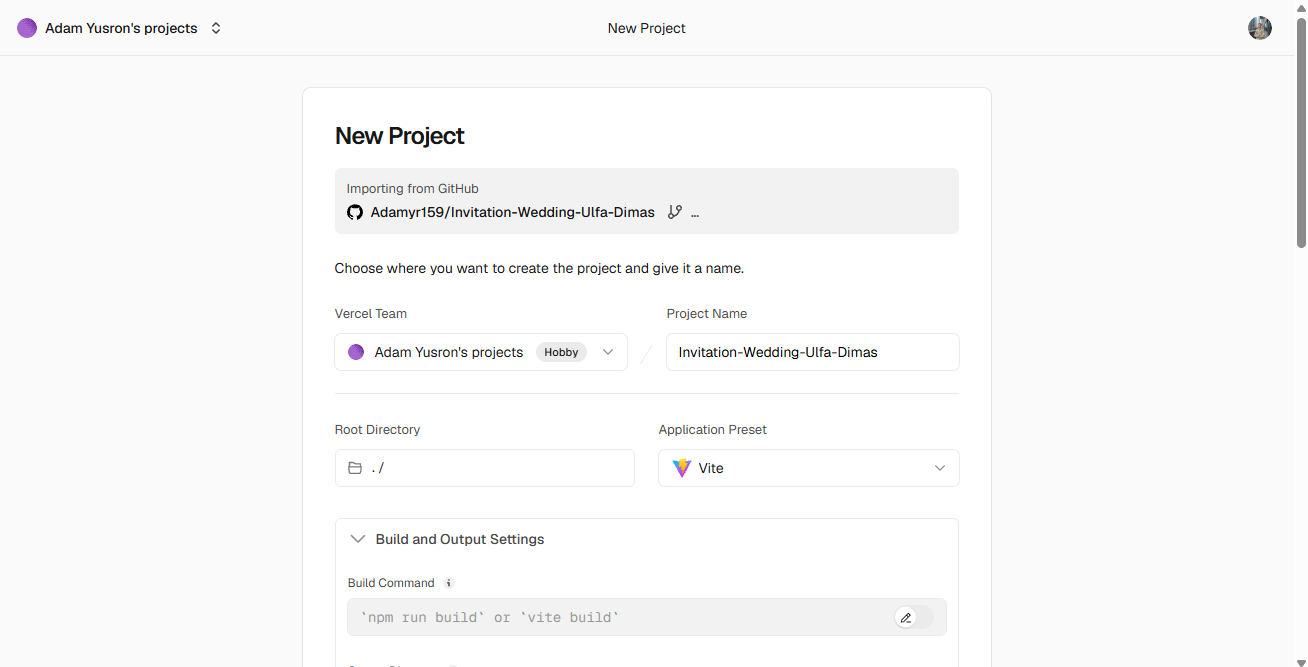 Adam Yusron's projects
New Project
New Project
Importing from GitHub
Adamyr159/Invitation-Wedding-Ulfa-Dimas ...
Choose where you want to create the project and give it a name.
Vercel Team
Project Name
Adam Yusron's projects Hobby
/
Invitation-Wedding-Ulfa-Dimas
Root Directory
Application Preset
./
Vite
Build and Output Settings
Build Command
`npm run build` or `vite build`